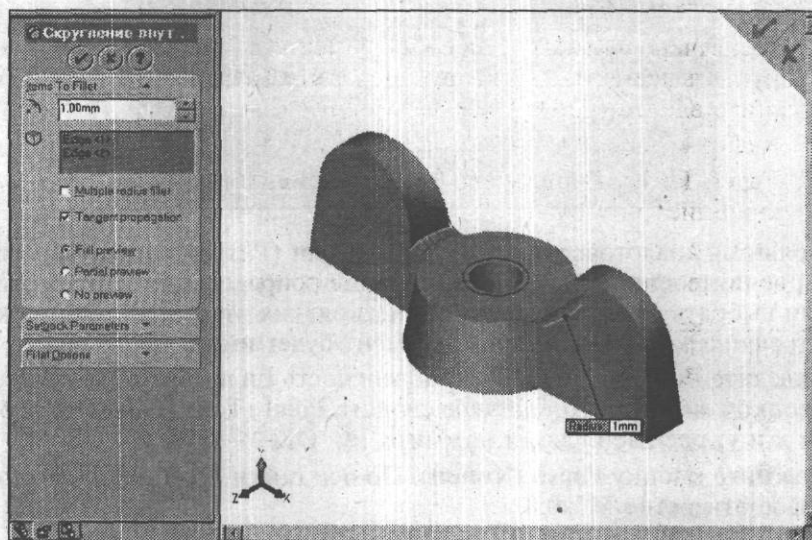 Скругление внут..
Items To Fillet
1.00mm
Edge <1>
Edge <2>
Multiple radius fillet
Tangent propagation
Full preview
Partial preview
No preview
Setback Parameters
Fillet Options
Radius: 1mm
Y
Z
X